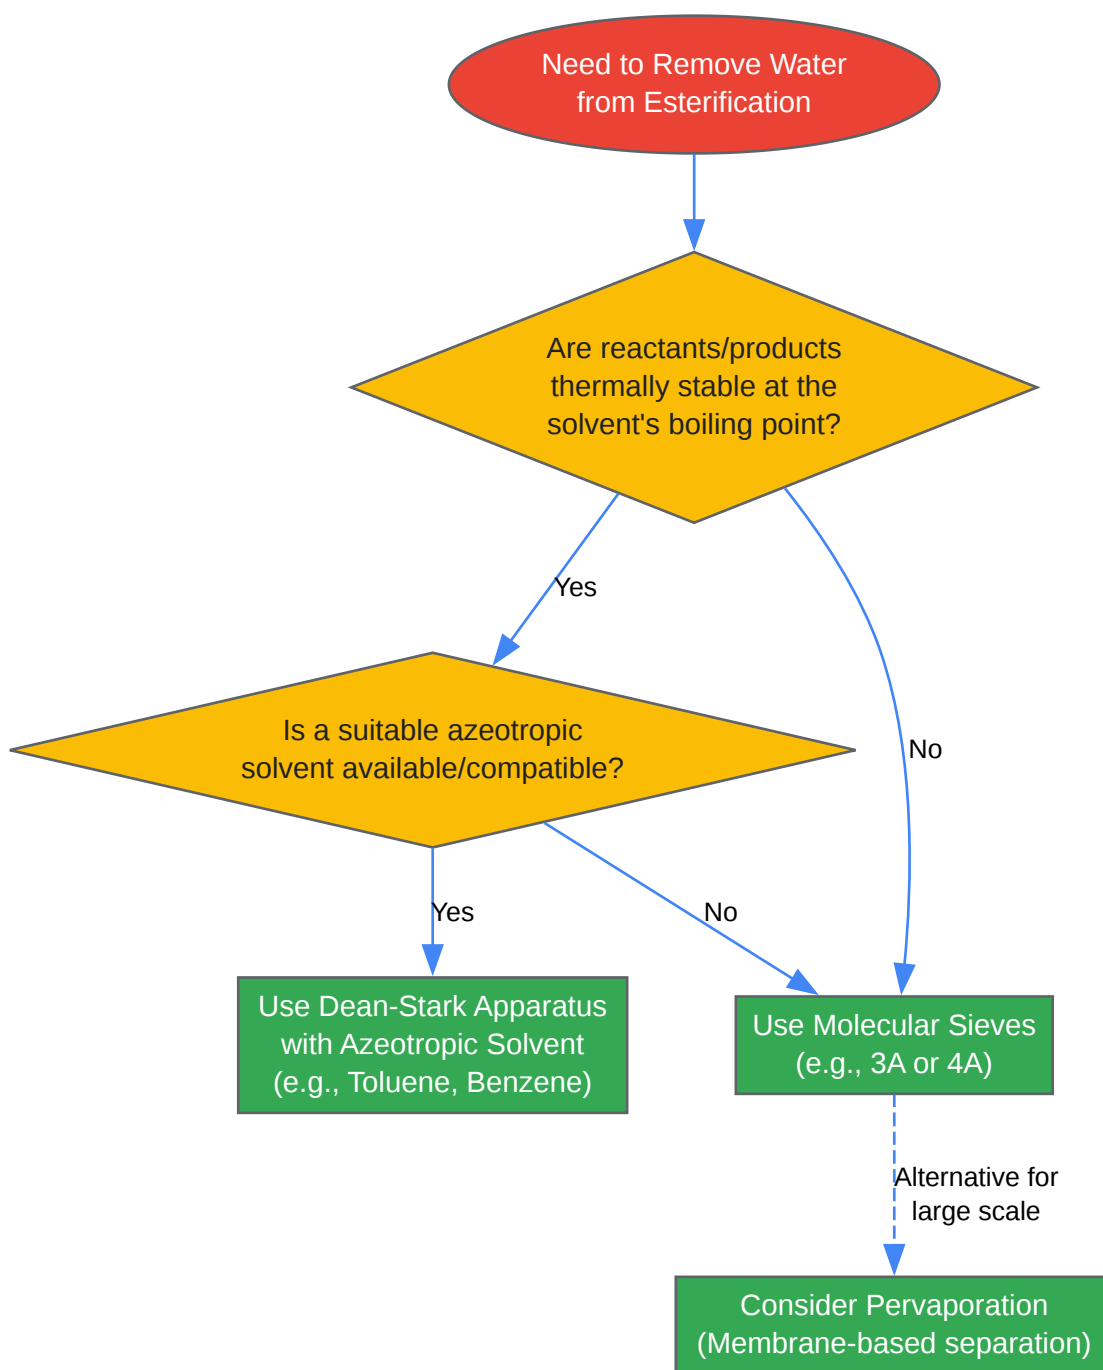 Need to Remove Water
from Esterification
Are reactants/products
thermally stable at the
solvent's boiling point?
Yes
Is a suitable azeotropic
solvent available/compatible?
No
Yes
No
Use Dean-Stark Apparatus
with Azeotropic Solvent
(e.g., Toluene, Benzene)
Use Molecular Sieves
(e.g., 3A or 4A)
Alternative for
large scale
Consider Pervaporation
(Membrane-based separation)